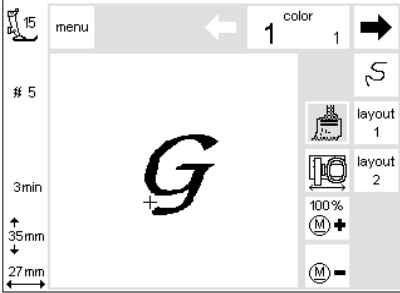 15
menu
color
1
1
# 5
layout
1
layout
2
3min
100%
M +
35mm
M -
27mm
G